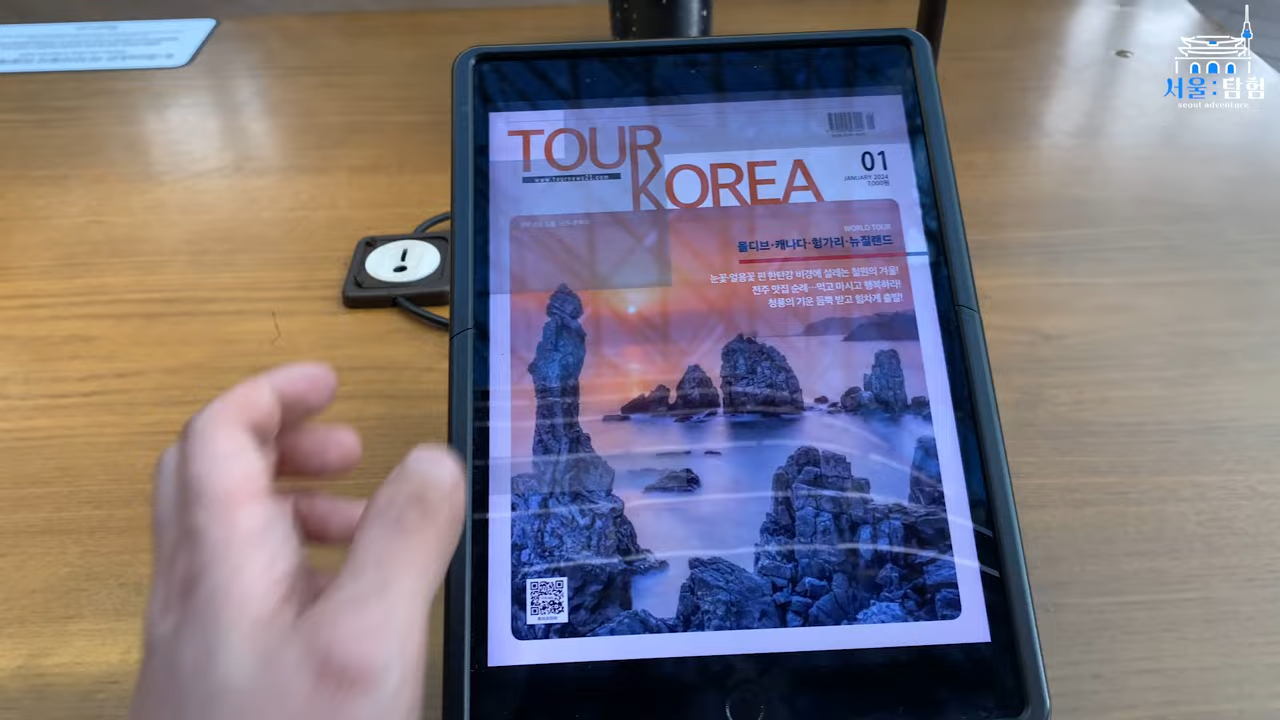 서울:탐험
seoul adventure
TOUR
KOREA
www.tournews21.com
01
JANUARY 2024
7,000원
WORLD TOUR
몰디브·캐나다·헝가리·뉴질랜드
눈꽃·얼음꽃 핀 한탄강 비경에 설레는 철원의 겨울!
전주 맛집 순례…먹고 마시고 행복하라!
청룡의 기운 듬뿍 받고 힘차게 출발!